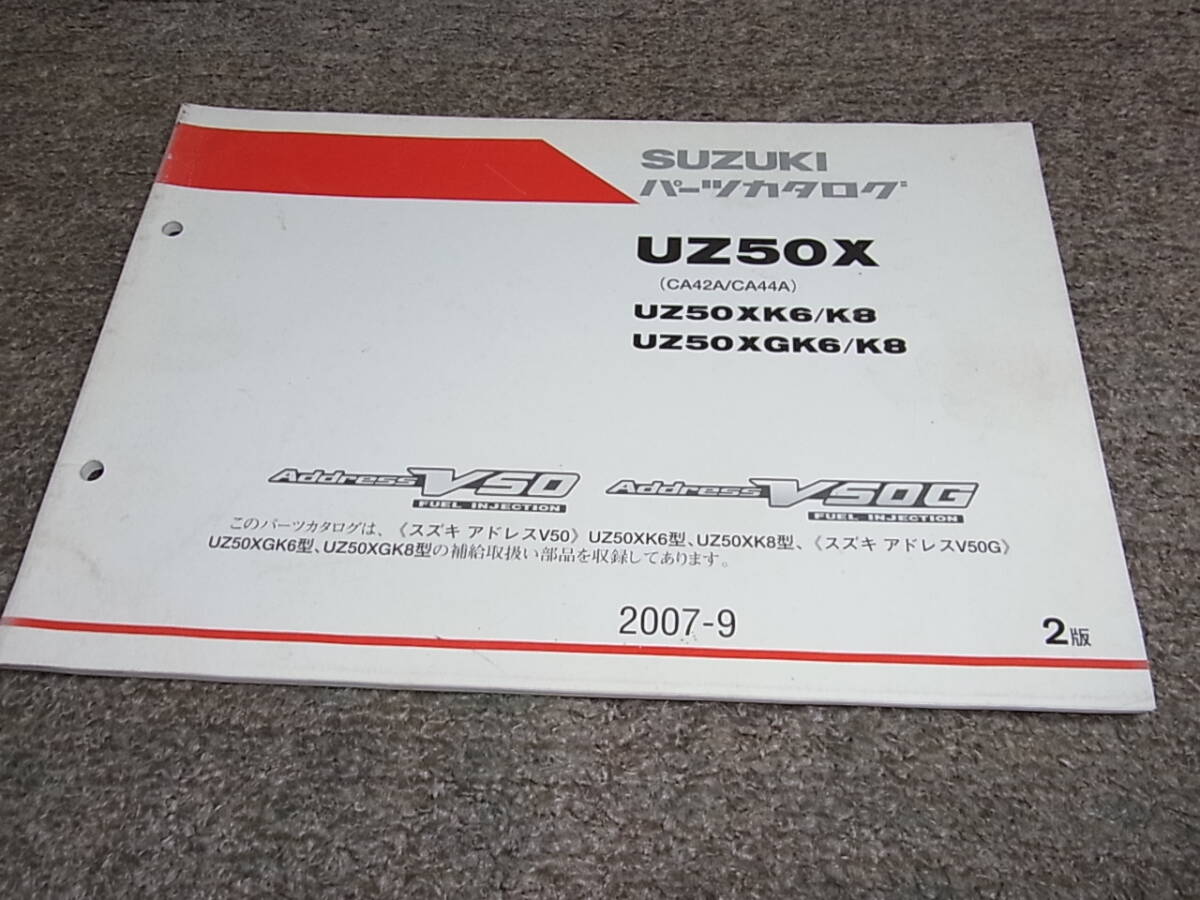 SUZUKI
パーツカタログ
UZ50X
(CA42A/CA44A)
UZ50XK6/K8
UZ50XGK6/K8
Address V50
FUEL INJECTION
Address V50G
FUEL INJECTION
このパーツカタログは、《スズキ アドレスV50》UZ50XK6型、UZ50XK8型、《スズキ アドレスV50G》
UZ50XGK6型、UZ50XGK8型の補給取扱い部品を収録してあります。
2007-9
2版